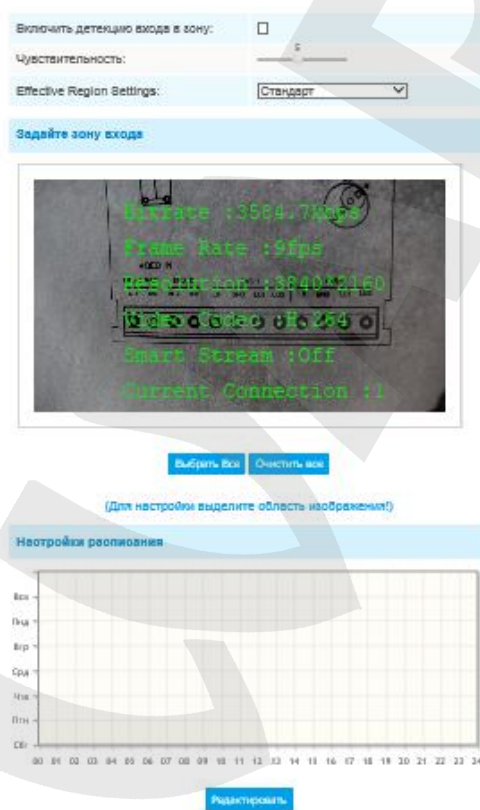 Включить детекцию входа в зону:
Чувствительность:
5
Effective Region Settings:
Стандарт
Задайте зону входа
Bitrate :3584.7Kbps
Frame Rate :9fps
Resolution :3840*2160
Video Codec :H.264
Smart Stream :Off
Current Connection :1
Выбрать Все
Очистить все
(Для настройки выделите область изображения!)
Настройки расписания
Вск
Пнд
Втр
Срд
Чтв
Птн
Сбт
00 01 02 03 04 05 06 07 08 09 10 11 12 13 14 15 16 17 18 19 20 21 22 23 24
Редактировать